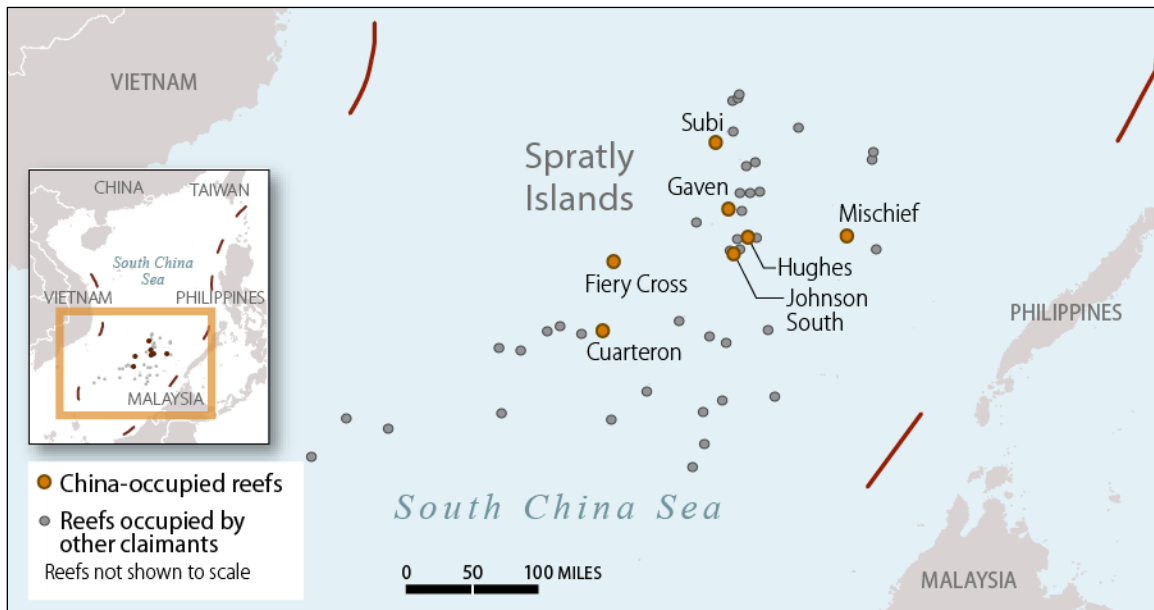 VIETNAM
Subi
Spratly
Islands
Gaven
Mischief
Hughes
Fiery Cross
Johnson
South
Cuarteron
PHILIPPINES
CHINA
TAIWAN
South China
Sea
VIETNAM
PHILIPPINES
MALAYSIA
China-occupied reefs
Reefs occupied by
other claimants
Reefs not shown to scale
South China Sea
0 50 100 MILES
MALAYSIA